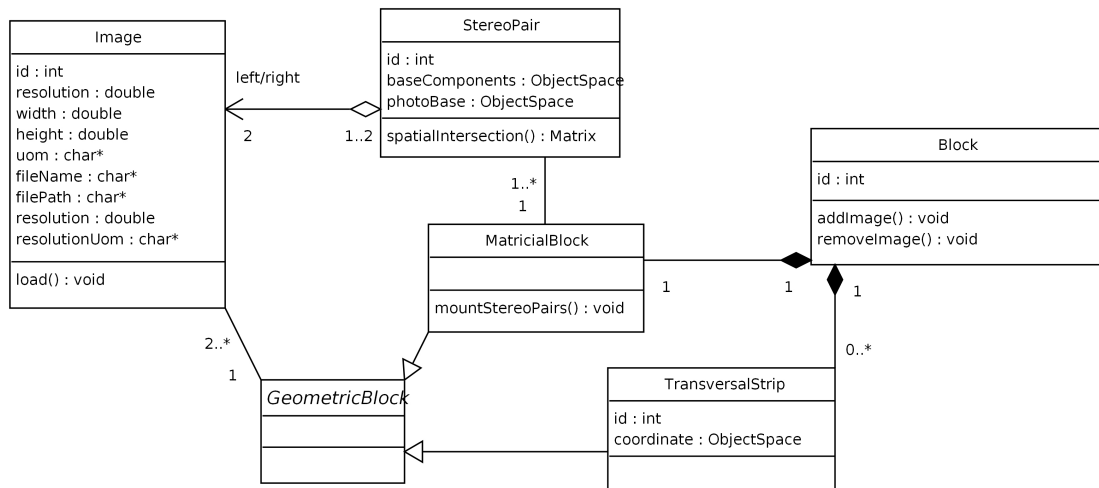 Image
id : int
resolution : double
width : double
height : double
uom : char*
fileName : char*
filePath : char*
resolution : double
resolutionUom : char*
load() : void
left/right
2
1..2
StereoPair
id : int
baseComponents : ObjectSpace
photoBase : ObjectSpace
spatialIntersection() : Matrix
1..*
1
MatricialBlock
mountStereoPairs() : void
1
1
Block
id : int
addImage() : void
removeImage() : void
1
0..*
2..*
1
GeometricBlock
TransversalStrip
id : int
coordinate : ObjectSpace